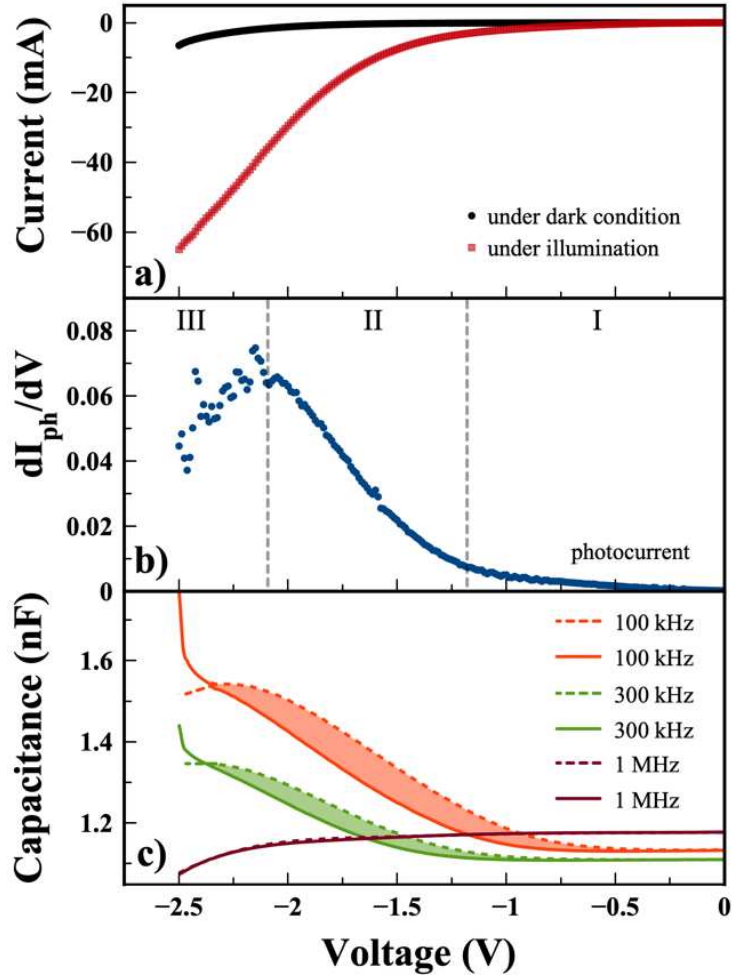 0
−20
−40
−60
Current (mA)
under dark condition
under illumination
a)
III
II
I
0.08
0.06
0.04
0.02
0
dI_ph/dV
photocurrent
b)
1.6
1.4
1.2
Capacitance (nF)
100 kHz
100 kHz
300 kHz
300 kHz
1 MHz
1 MHz
c)
−2.5 −2 −1.5 −1 −0.5 0
Voltage (V)